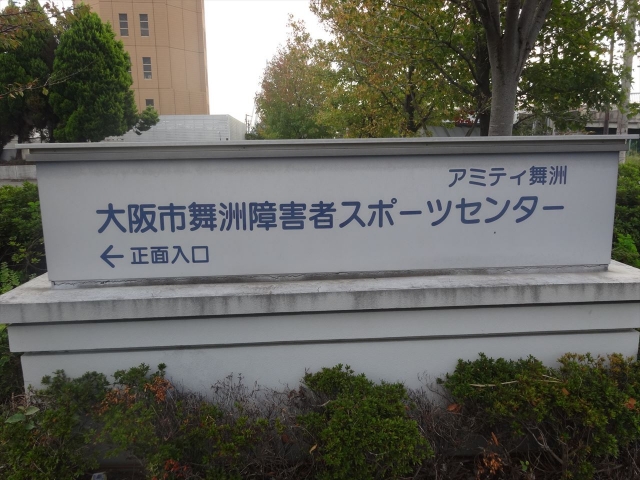 アミティ舞洲
大阪市舞洲障害者スポーツセンター
←正面入口